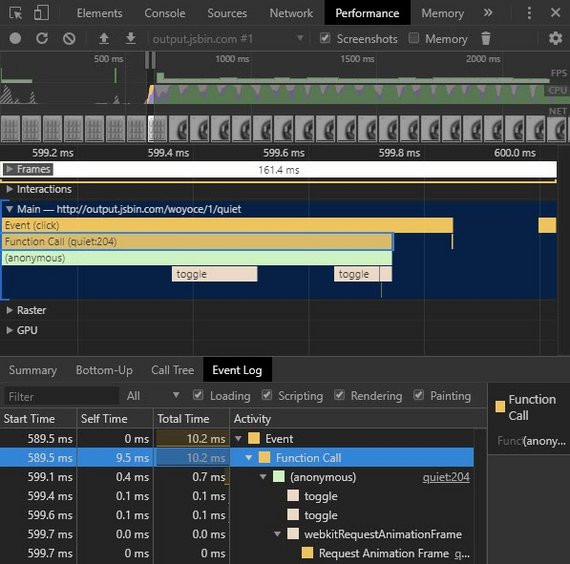 Elements Console Sources Network Performance Memory »
output.jsbin.com #1 Screenshots Memory
500 ms 1000 ms 1500 ms 2000 ms
FPS
CPU
NET
599.2 ms 599.4 ms 599.6 ms 599.8 ms 600.0 ms
Frames 161.4 ms
Interactions
Main — http://output.jsbin.com/woyoce/1/quiet
Event (click)
Function Call (quiet:204)
(anonymous)
toggle toggle
Raster
GPU
Summary Bottom-Up Call Tree Event Log
Filter All Loading Scripting Rendering Painting
Start Time Self Time Total Time Activity
589.5 ms 0 ms 10.2 ms Event
589.5 ms 9.5 ms 10.2 ms Function Call
599.1 ms 0.4 ms 0.7 ms (anonymous) quiet:204
599.4 ms 0.1 ms 0.1 ms toggle
599.6 ms 0.1 ms 0.1 ms toggle
599.7 ms 0.0 ms 0.0 ms webkitRequestAnimationFrame
599.7 ms 0 ms 0 ms Request Animation Frame q...
Function
Call
Func(anony...